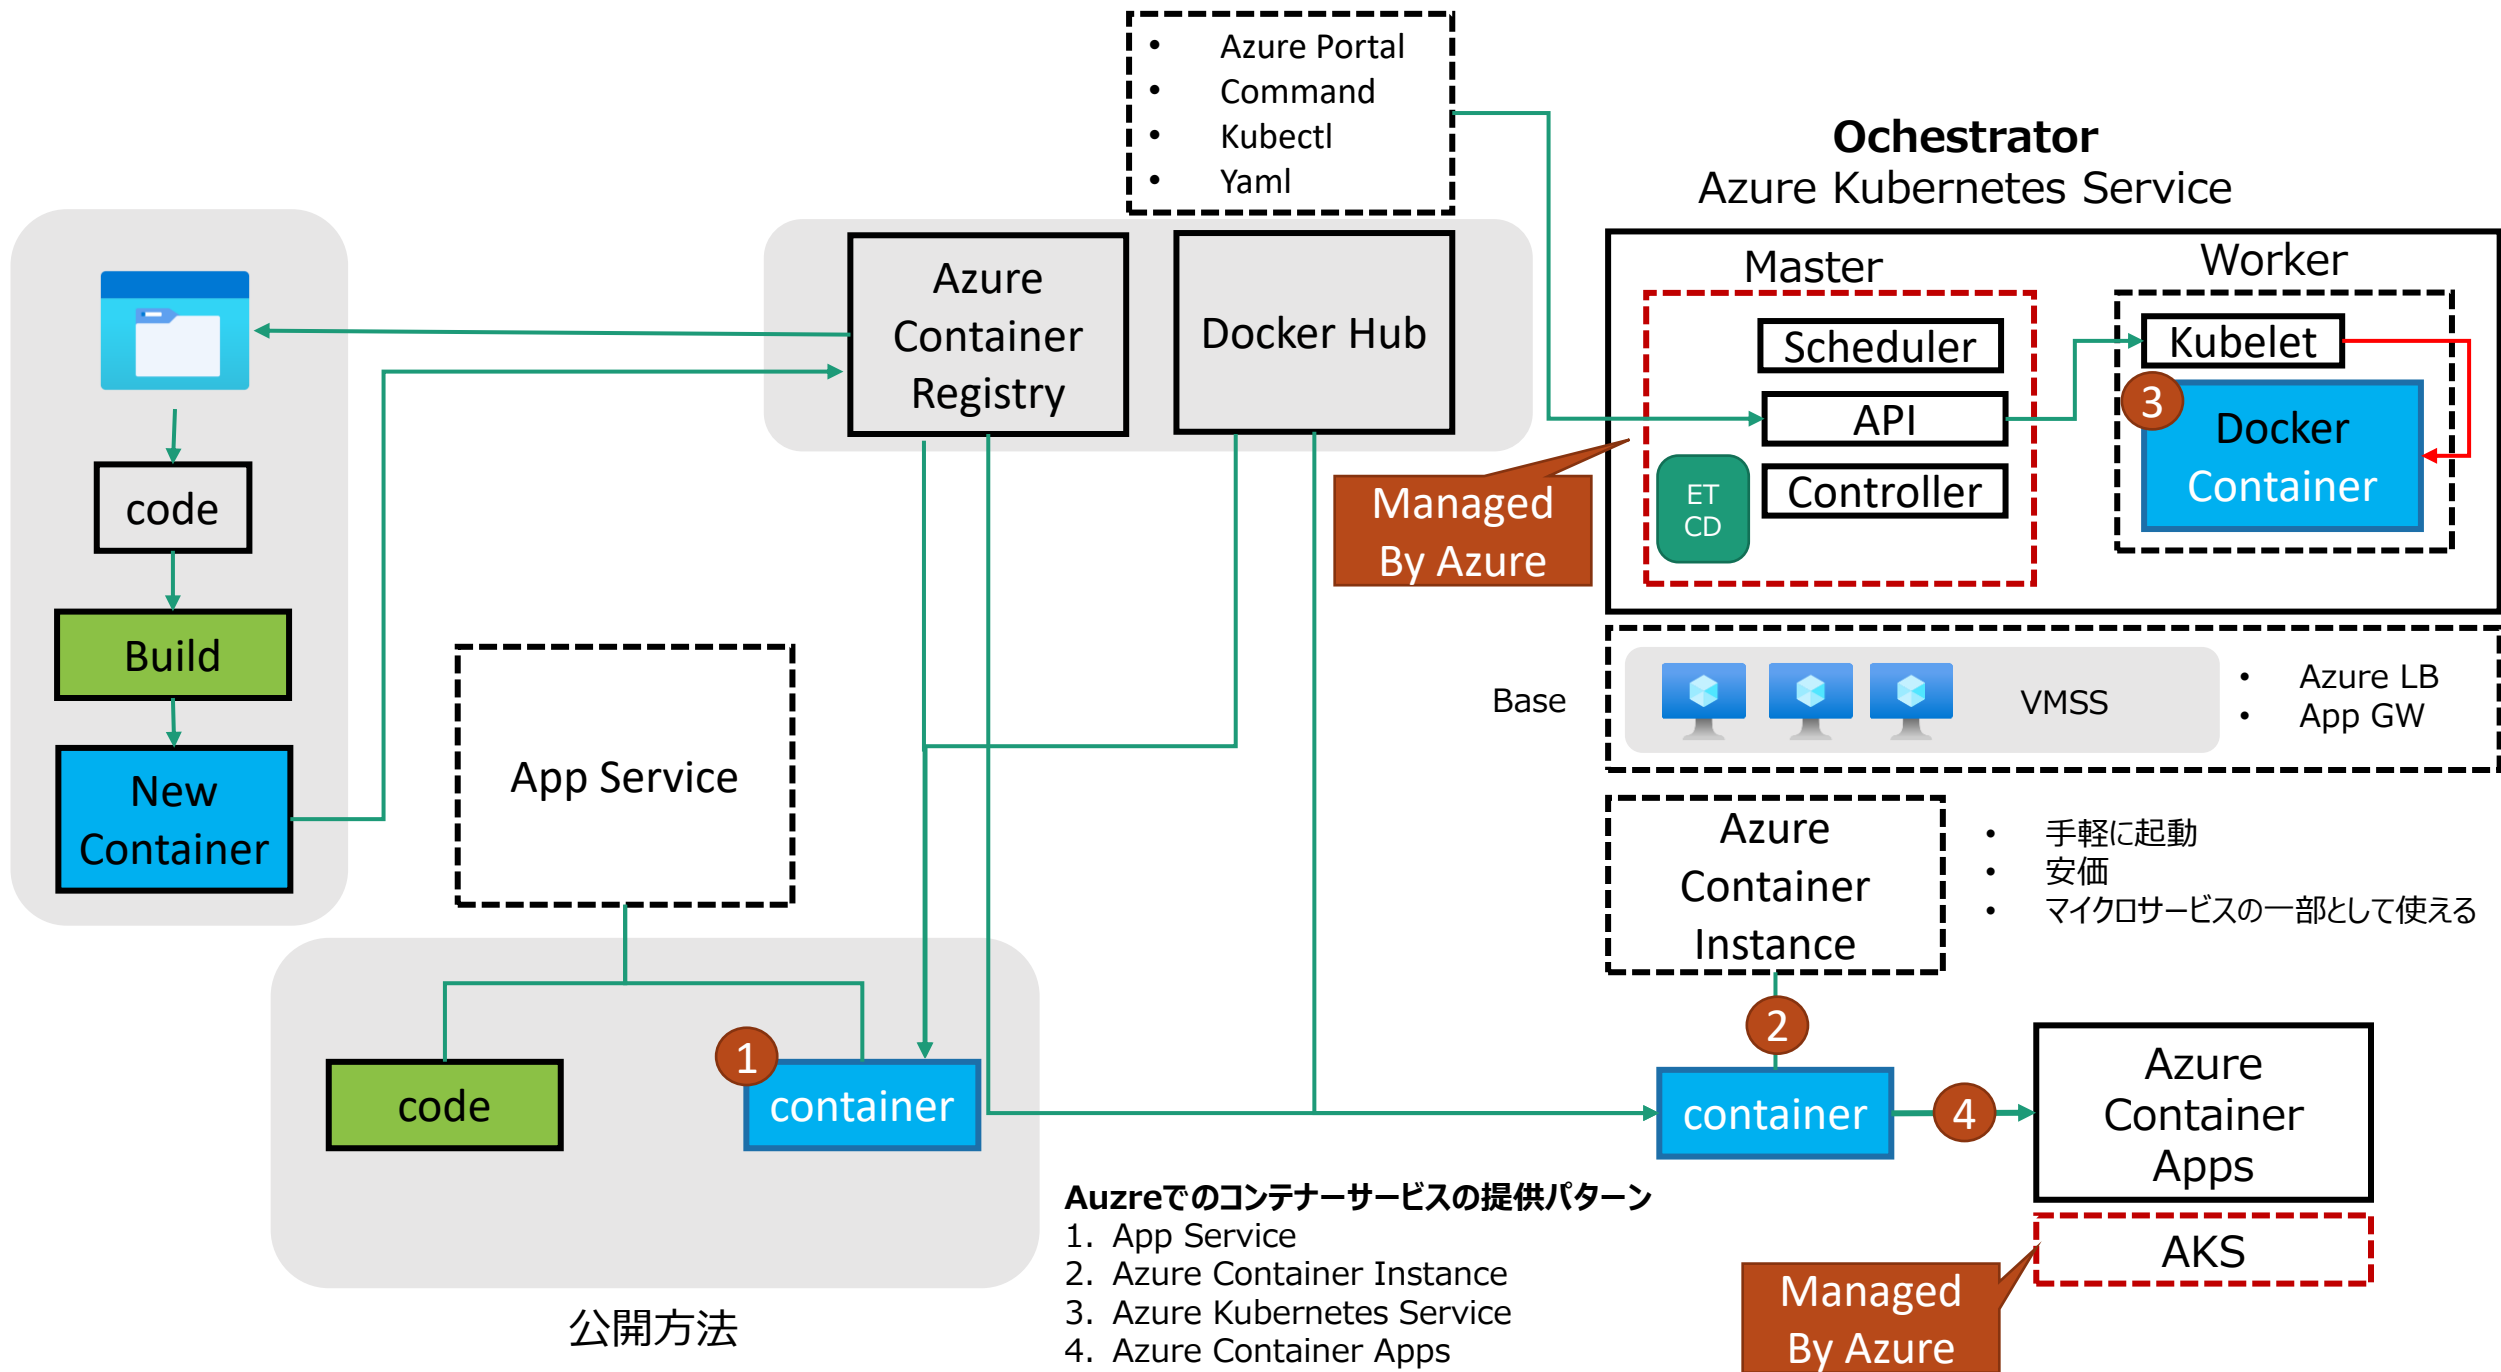 • Azure Portal
• Command
• Kubectl
• Yaml
Ochestrator
Azure Kubernetes Service
Azure
Container
Registry
Docker Hub
Master
Scheduler
API
Controller
ET
CD
Worker
Kubelet
3
Docker
Container
Managed
By Azure
code
Build
New
Container
App Service
Base
VMSS
• Azure LB
• App GW
Azure
Container
Instance
• 手軽に起動
• 安価
• マイクロサービスの一部として使える
2
1
code
container
container
4
Azure
Container
Apps
AKS
Managed
By Azure
Auzreでのコンテナーサービスの提供パターン
1. App Service
2. Azure Container Instance
3. Azure Kubernetes Service
4. Azure Container Apps
公開方法